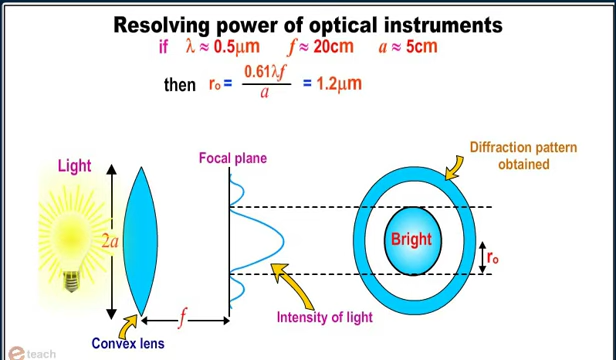 Resolving power of optical instruments
if λ ≈ 0.5μm f ≈ 20cm a ≈ 5cm
then r₀ = 0.61λf / a = 1.2μm
Diffraction pattern
obtained
Light
Focal plane
2a
Bright
r₀
f
Intensity of light
Convex lens
e teach